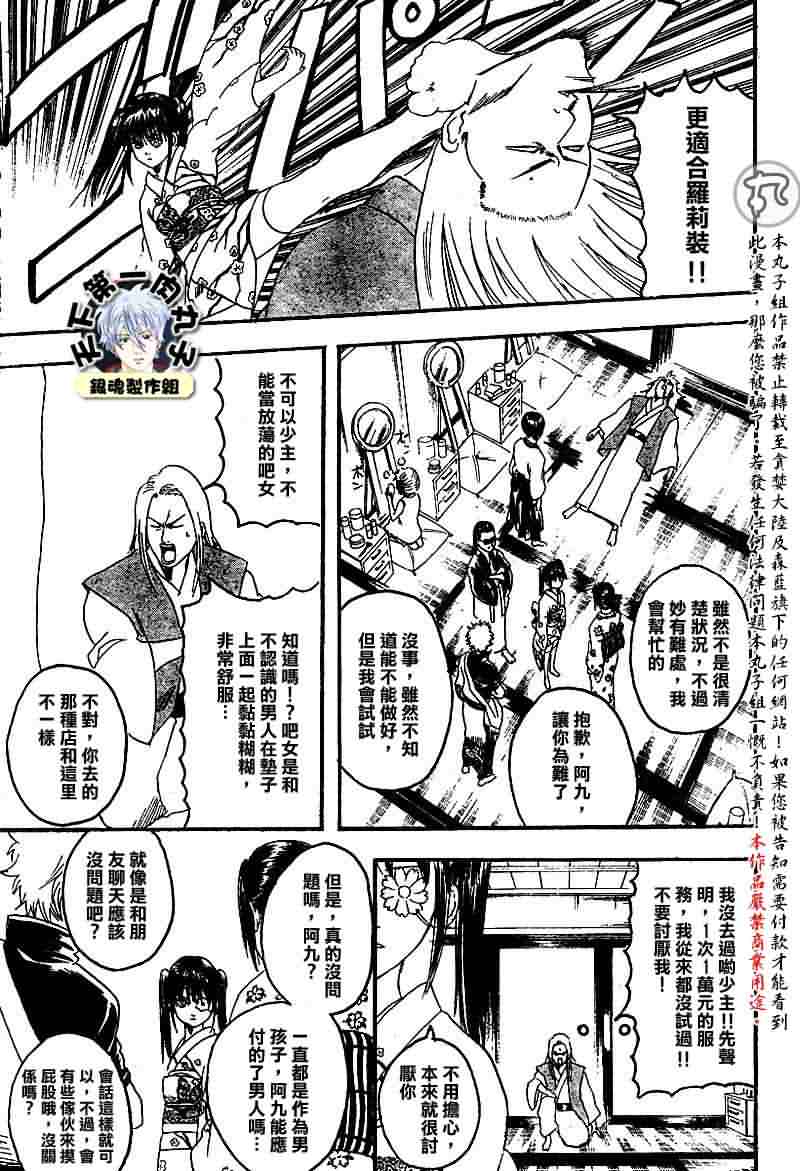 更適合羅莉裝!!
天下第一肉丸子
銀魂製作組
雖然不是很清
楚狀況，不過
妙有難處，我
會幫忙的
抱歉，阿九，
讓你為難了
沒事，雖然不知
道能不能做好，
但是我會試試
不可以少主，不
能當放蕩的吧女
知道嗎！？吧女是和
不認識的男人在墊子
上面一起黏黏糊糊，
非常舒服…
不對，你去的
那種店和這里
不一樣
我沒去過喲少主!!先聲
明，1次1萬元的服
務，我從來都沒試過!!
不要討厭我！
不用擔心，
本來就很討
厭你
但是，真的沒問
題嗎，阿九？
一直都是作為男
孩子，阿九能應
付的了男人嗎…
就像是和朋
友聊天應該
沒問題吧？
會話這樣就可
以，不過，會
有些傢伙來摸
屁股哦，沒關
係嗎？
丸
本丸子組作品禁止轉載至貪婪大陸及森藍旗下的任何網站！如果您被告知需要付款才能看到
此漫畫，那麼您被騙了…若發生任何法律問題本丸子組一慨不負責！本作品嚴禁商業用途。